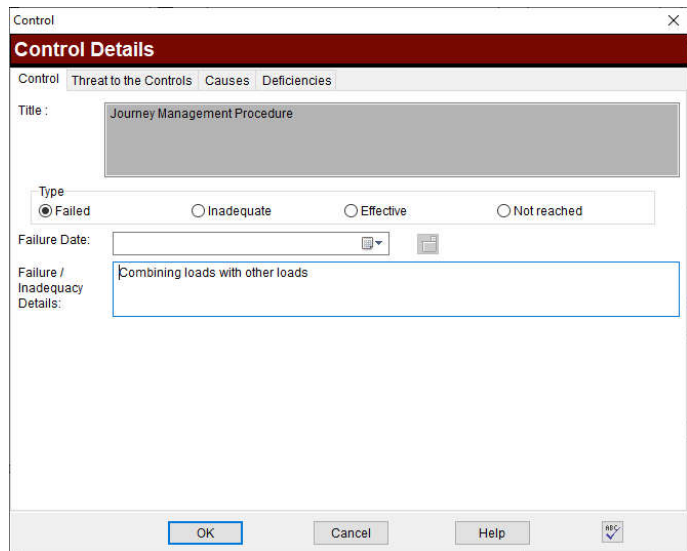 Control
Control Details
Control Threat to the Controls Causes Deficiencies
Title : Journey Management Procedure
Type
Failed Inadequate Effective Not reached
Failure Date:
Failure / Combining loads with other loads
Inadequacy
Details:
OK Cancel Help ABC